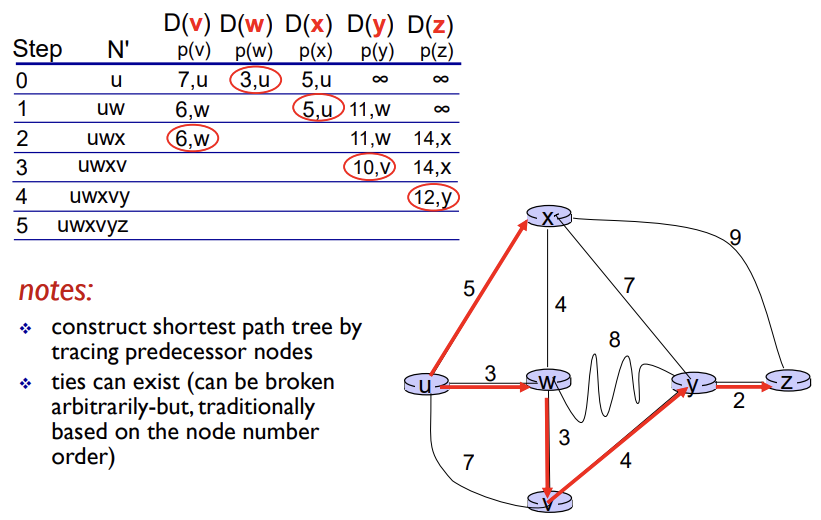 D(v) D(w) D(x) D(y) D(z)
Step N' p(v) p(w) p(x) p(y) p(z)
0 u 7,u 3,u 5,u ∞ ∞
1 uw 6,w 5,u 11,w ∞
2 uwx 6,w 11,w 14,x
3 uwxv 10,v 14,x
4 uwxvy 12,y
5 uwxvyz
notes:
❖ construct shortest path tree by
tracing predecessor nodes
❖ ties can exist (can be broken
arbitrarily-but, traditionally
based on the node number
order)
x
9
5
7
4
8
u
3
w
y
z
2
3
4
7
v